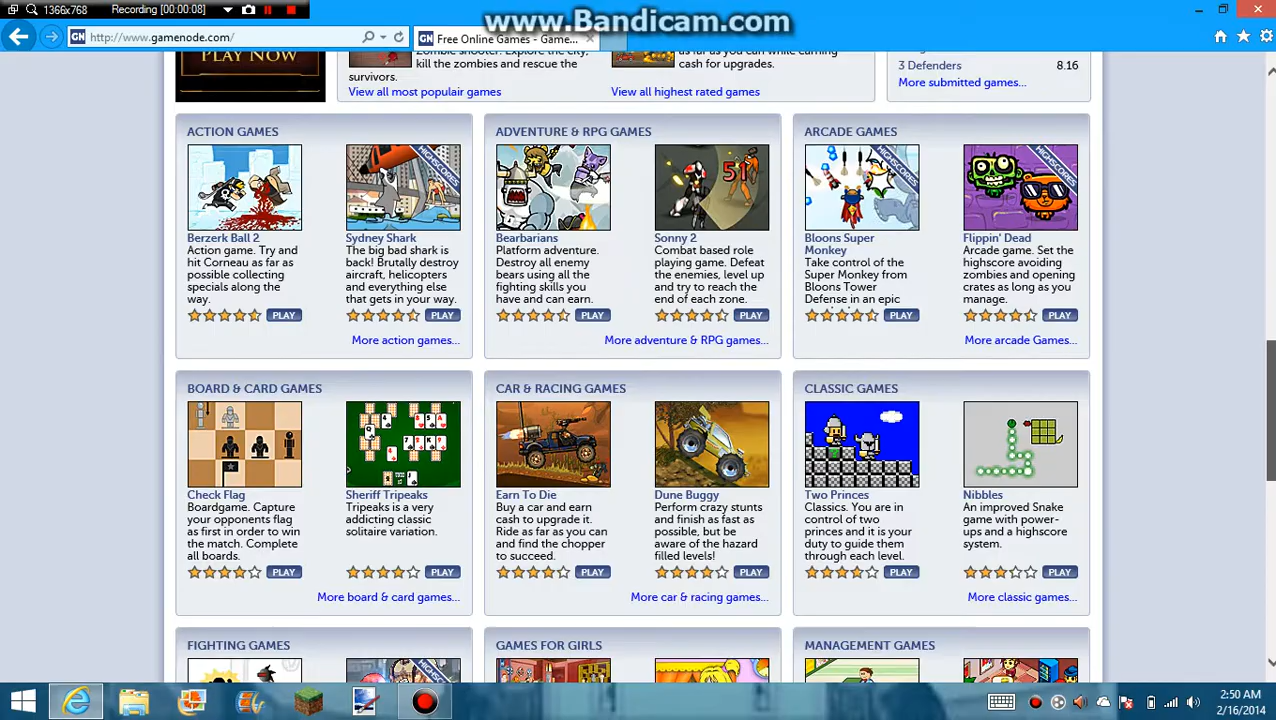 1366x768 Recording [00:00:08]
www.Bandicam.com
GN http://www.gamenode.com/
GN Free Online Games - Game...
PLAY NOW
Zombie shooter. Explore the city,
kill the zombies and rescue the
survivors.
View all most populair games
as far as you can while earning
cash for upgrades.
View all highest rated games
3 Defenders 8.16
More submitted games...
ACTION GAMES
HIGHSCORES
Berzerk Ball 2
Action game. Try and
hit Corneau as far as
possible collecting
specials along the
way.
PLAY
Sydney Shark
The big bad shark is
back! Brutally destroy
aircraft, helicopters
and everything else
that gets in your way.
PLAY
More action games...
ADVENTURE & RPG GAMES
51
Bearbarians
Platform adventure.
Destroy all enemy
bears using all the
fighting skills you
have and can earn.
PLAY
Sonny 2
Combat based role
playing game. Defeat
the enemies, level up
and try to reach the
end of each zone.
PLAY
More adventure & RPG games...
ARCADE GAMES
HIGHSCORES
HIGHSCORES
Bloons Super
Monkey
Take control of the
Super Monkey from
Bloons Tower
Defense in an epic
PLAY
Flippin' Dead
Arcade game. Set the
highscore avoiding
zombies and opening
crates as long as you
manage.
PLAY
More arcade Games...
BOARD & CARD GAMES
Check Flag
Boardgame. Capture
your opponents flag
as first in order to win
the match. Complete
all boards.
PLAY
Sheriff Tripeaks
Tripeaks is a very
addicting classic
solitaire variation.
PLAY
More board & card games...
CAR & RACING GAMES
Earn To Die
Buy a car and earn
cash to upgrade it.
Ride as far as you can
and find the chopper
to succeed.
PLAY
Dune Buggy
Perform crazy stunts
and finish as fast as
possible, but be
aware of the hazard
filled levels!
PLAY
More car & racing games...
CLASSIC GAMES
Two Princes
Classics. You are in
control of two
princes and it is your
duty to guide them
through each level.
PLAY
Nibbles
An improved Snake
game with power-
ups and a highscore
system.
PLAY
More classic games...
FIGHTING GAMES
HIGHSCORES
GAMES FOR GIRLS
MANAGEMENT GAMES
2:50 AM
2/16/2014